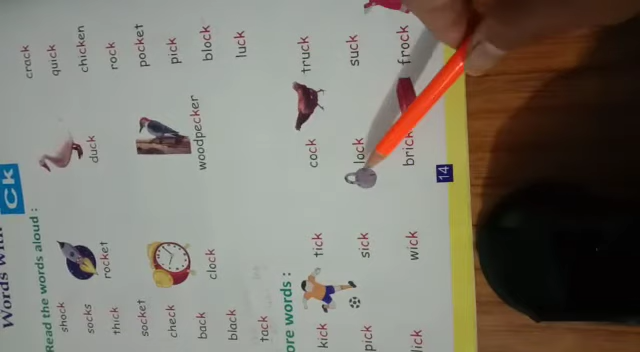 Words with Ck
Read the words aloud :
shock crack
socks rocket duck quick
thick chicken
socket rock
check pocket
back clock woodpecker pick
black block
tack luck
ore words :
kick tick cock truck
pick sick lock suck
lick wick brick frock
14